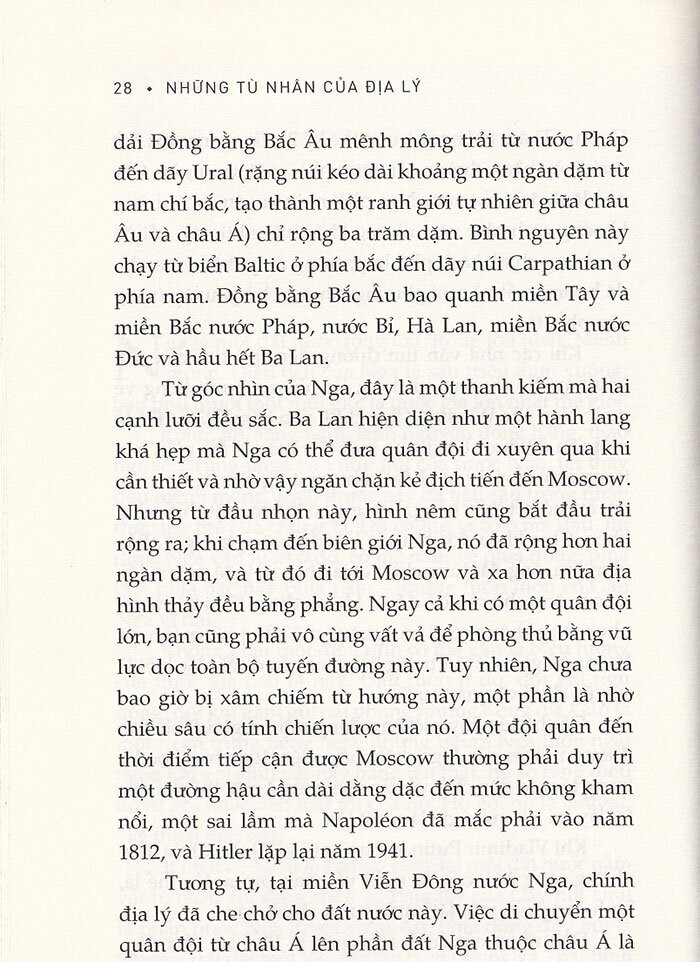 28 • NHỮNG TÙ NHÂN CỦA ĐỊA LÝ
dải Đồng bằng Bắc Âu mênh mông trải từ nước Pháp
đến dãy Ural (rặng núi kéo dài khoảng một ngàn dặm từ
nam chí bắc, tạo thành một ranh giới tự nhiên giữa châu
Âu và châu Á) chỉ rộng ba trăm dặm. Bình nguyên này
chạy từ biển Baltic ở phía bắc đến dãy núi Carpathian ở
phía nam. Đồng bằng Bắc Âu bao quanh miền Tây và
miền Bắc nước Pháp, nước Bỉ, Hà Lan, miền Bắc nước
Đức và hầu hết Ba Lan.
Từ góc nhìn của Nga, đây là một thanh kiếm mà hai
cạnh lưỡi đều sắc. Ba Lan hiện diện như một hành lang
khá hẹp mà Nga có thể đưa quân đội đi xuyên qua khi
cần thiết và nhờ vậy ngăn chặn kẻ địch tiến đến Moscow.
Nhưng từ đầu nhọn này, hình nêm cũng bắt đầu trải
rộng ra; khi chạm đến biên giới Nga, nó đã rộng hơn hai
ngàn dặm, và từ đó đi tới Moscow và xa hơn nữa địa
hình thảy đều bằng phẳng. Ngay cả khi có một quân đội
lớn, bạn cũng phải vô cùng vất vả để phòng thủ bằng vũ
lực dọc toàn bộ tuyến đường này. Tuy nhiên, Nga chưa
bao giờ bị xâm chiếm từ hướng này, một phần là nhờ
chiều sâu có tính chiến lược của nó. Một đội quân đến
thời điểm tiếp cận được Moscow thường phải duy trì
một đường hậu cần dài dằng dặc đến mức không kham
nổi, một sai lầm mà Napoléon đã mắc phải vào năm
1812, và Hitler lặp lại năm 1941.
Tương tự, tại miền Viễn Đông nước Nga, chính
địa lý đã che chở cho đất nước này. Việc di chuyển một
quân đội từ châu Á lên phần đất Nga thuộc châu Á là